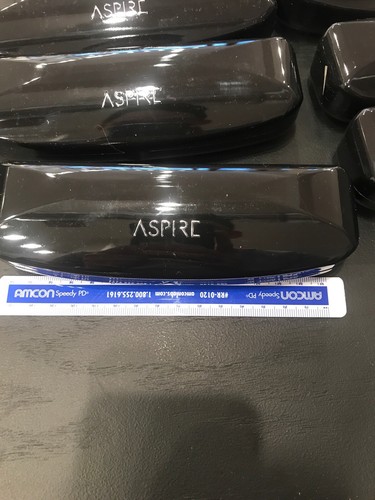 ASPIRE
ASPIRE
ASPIRE
AMCON Speedy PD® 1.800.255.6161 amconlabs.com #RR-0120 AMCON Speedy PD®